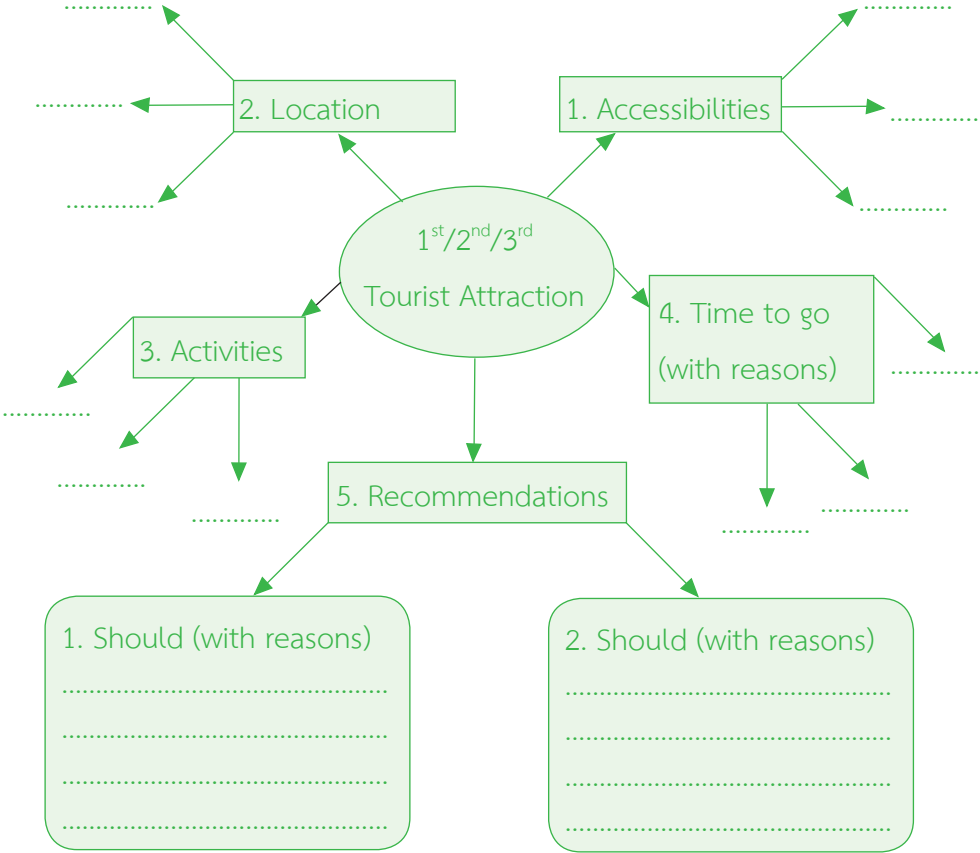 .............
.............
2. Location
1. Accessibilities
.............
.............
.............
.............
1st/2nd/3rd
Tourist Attraction
4. Time to go
(with reasons)
3. Activities
.............
.............
.............
.............
5. Recommendations
.............
.............
.............
1. Should (with reasons)
................................................
................................................
................................................
................................................
2. Should (with reasons)
................................................
................................................
................................................
................................................